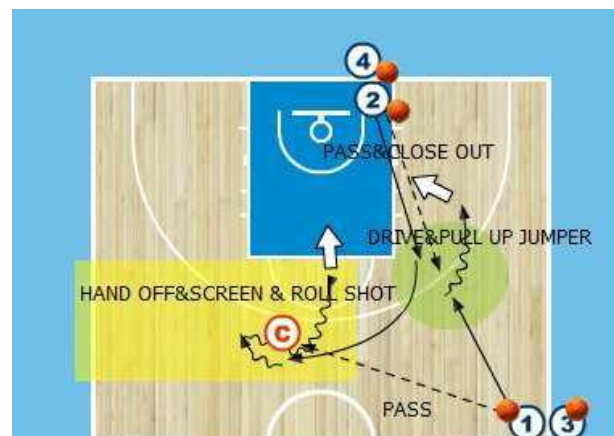 4
2
PASS&CLOSE OUT
DRIVE&PULL UP JUMPER
HAND OFF&SCREEN & ROLL SHOT
C
PASS
1 3